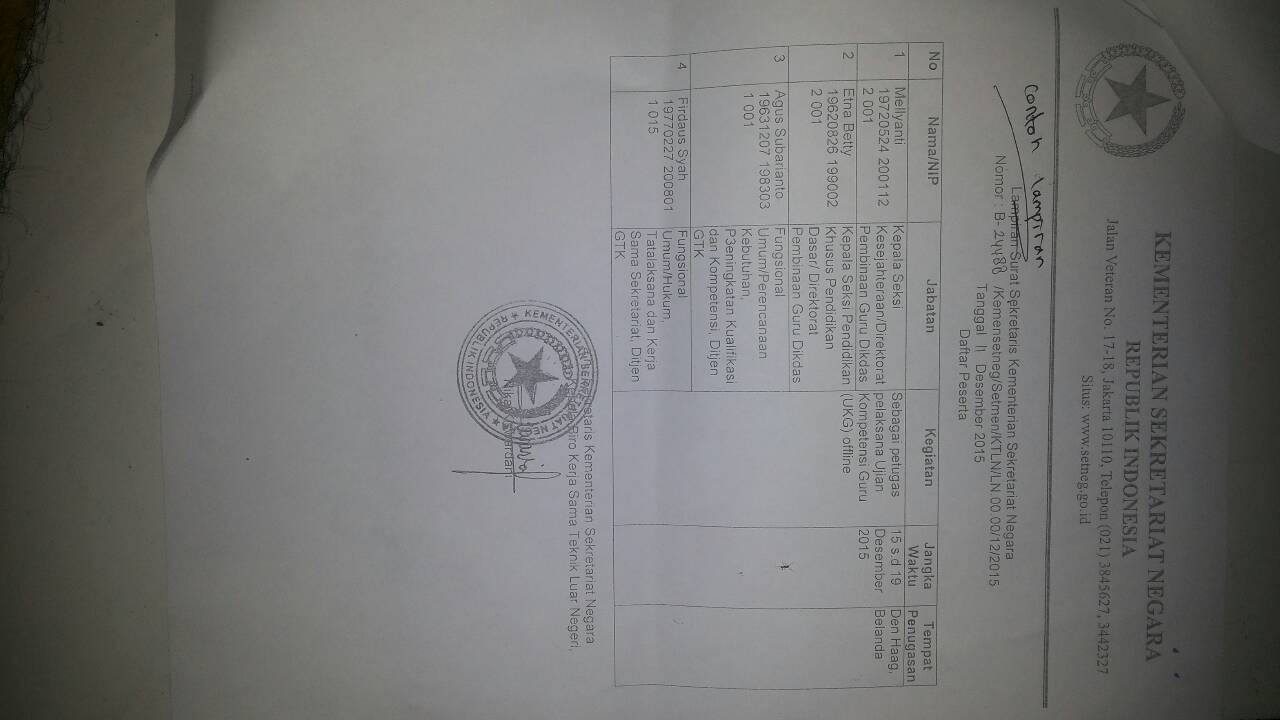 KEMENTERIAN SEKRETARIAT NEGARA
REPUBLIK INDONESIA
Jalan Veteran No. 17-18, Jakarta 10110, Telepon (021) 3845627, 3442327
Situs: www.setneg.go.id
Contoh Lampiran
Lampiran Surat Sekretaris Kementerian Sekretariat Negara
Nomor : B- 24488 /Kemensetneg/Setmen/KTLN/LN.00.00/12/2015
Tanggal 11 Desember 2015
Daftar Peserta
No Nama/NIP Jabatan Kegiatan Jangka Waktu Tempat Penugasan
1 Mellyanti Kepala Seksi Sebagai petugas 15 s.d 19 Den Haag,
19720524 200112 Kesejahteraan/Direktorat pelaksana Ujian Desember Belanda
2 001 Pembinaan Guru Dikdas Kompetensi Guru 2015
2 Etna Betty Kepala Seksi Pendidikan (UKG) offline
19620826 199002 Khusus Pendidikan
2 001 Dasar/ Direktorat
Pembinaan Guru Dikdas
3 Agus Subarianto Fungsional
19631207 198303 Umum/Perencanaan
1 001 Kebutuhan,
P3eningkatan Kualifikasi
dan Kompetensi, Ditjen
GTK
4 Firdaus Syah Fungsional
19770227 200801 Umum/Hukum,
1 015 Tatalaksana dan Kerja
Sama Sekretariat, Ditjen
GTK
retaris Kementerian Sekretariat Negara
Biro Kerja Sama Teknik Luar Negeri,
KEMENTERIAN SEKRETARIAT NEGARA
REPUBLIK INDONESIA